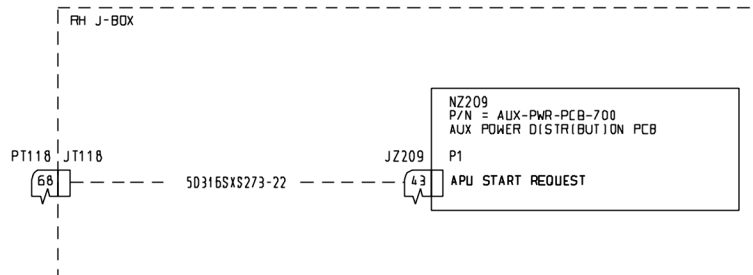 RH J-BOX
NZ209
P/N = AUX-PWR-PCB-700
AUX POWER DISTRIBUTION PCB
PT118 JT118
JZ209 P1
68
5D316SXS273-22
43 APU START REQUEST